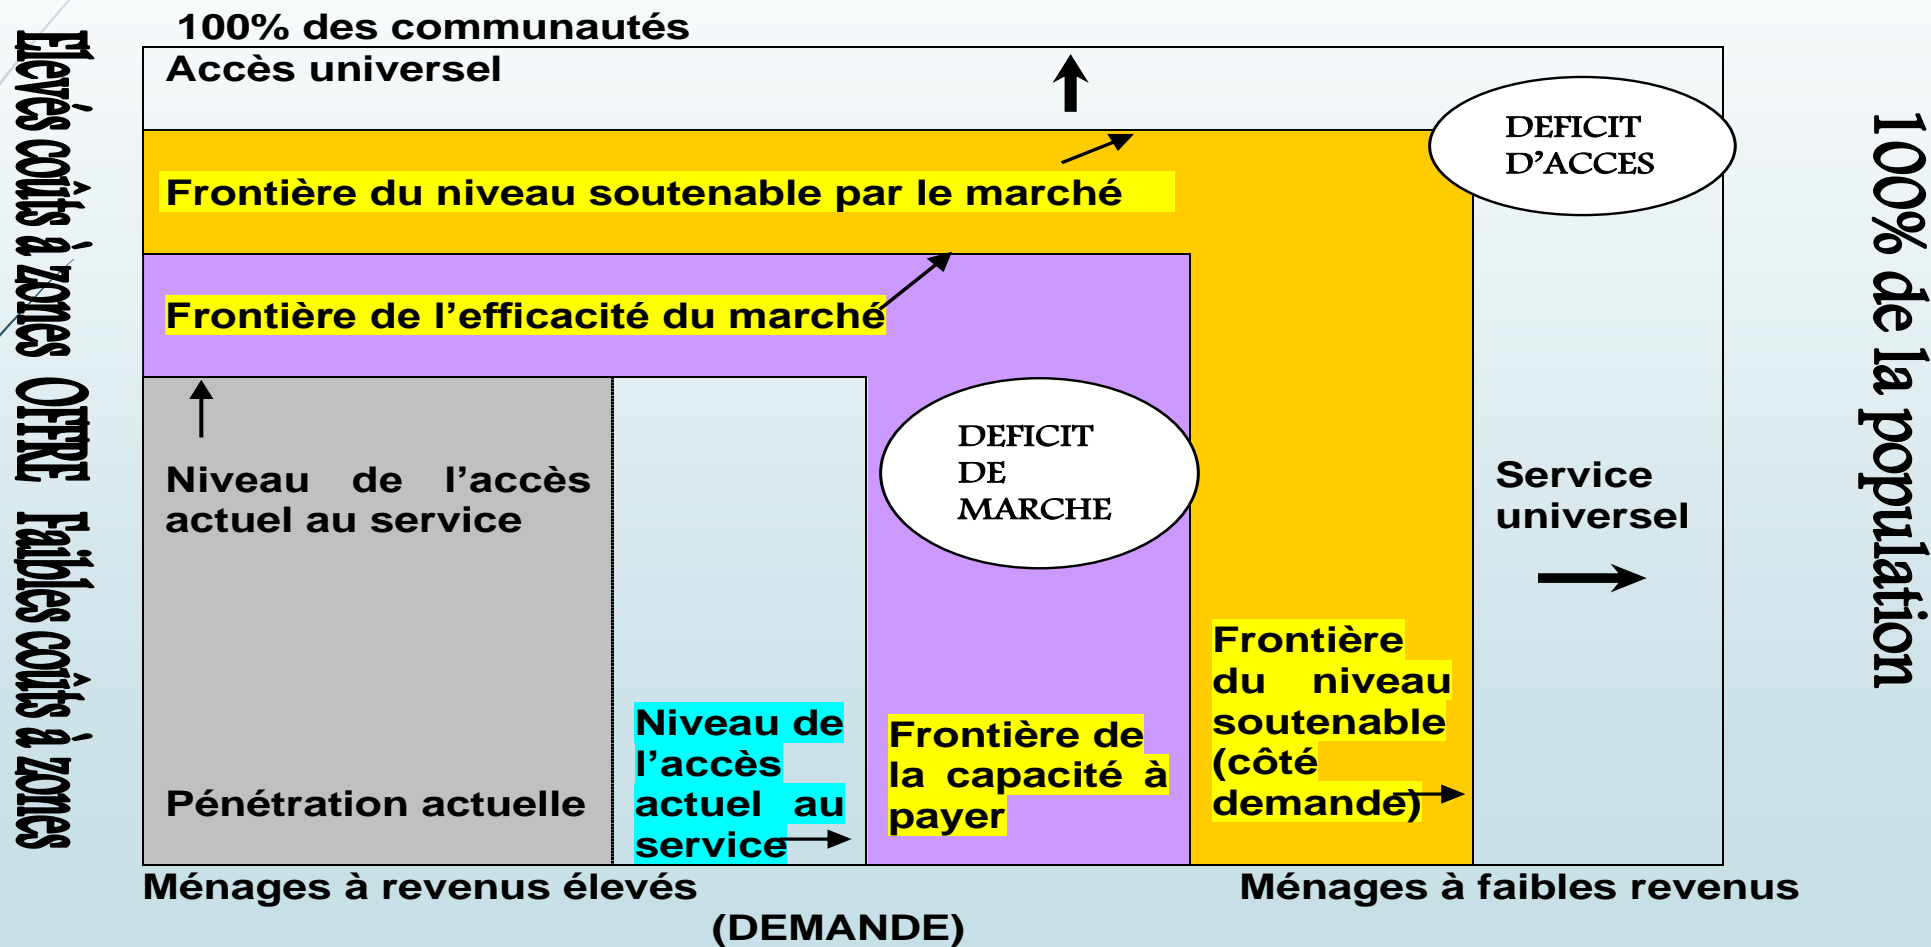 100% des communautés
Accès universel
DEFICIT
D'ACCES
Frontière du niveau soutenable par le marché
Frontière de l'efficacité du marché
DEFICIT
DE
MARCHE
Niveau de l'accès
actuel au service
Service
universel
Frontière
du niveau
soutenable
(côté
demande)
Niveau de
l'accès
actuel au
service
Frontière de
la capacité à
payer
Pénétration actuelle
Ménages à revenus élevés
Ménages à faibles revenus
(DEMANDE)
Elevés coûts à zones OFFRE Faibles coûts à zones
100% de la population